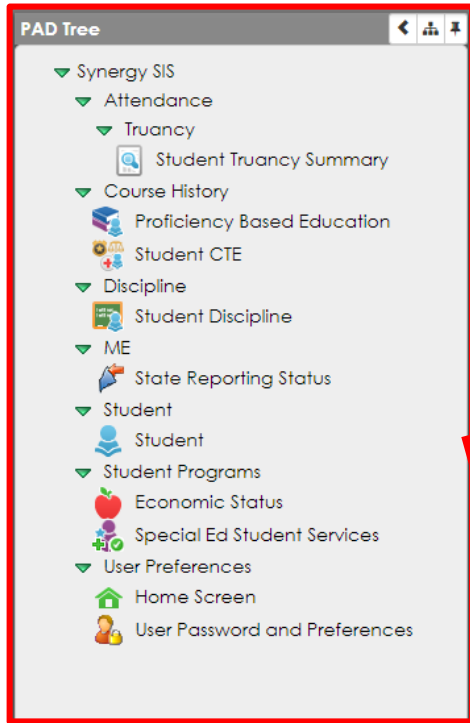 PAD Tree
Synergy SIS
Attendance
Truancy
Student Truancy Summary
Course History
Proficiency Based Education
Student CTE
Discipline
Student Discipline
ME
State Reporting Status
Student
Student
Student Programs
Economic Status
Special Ed Student Services
User Preferences
Home Screen
User Password and Preferences